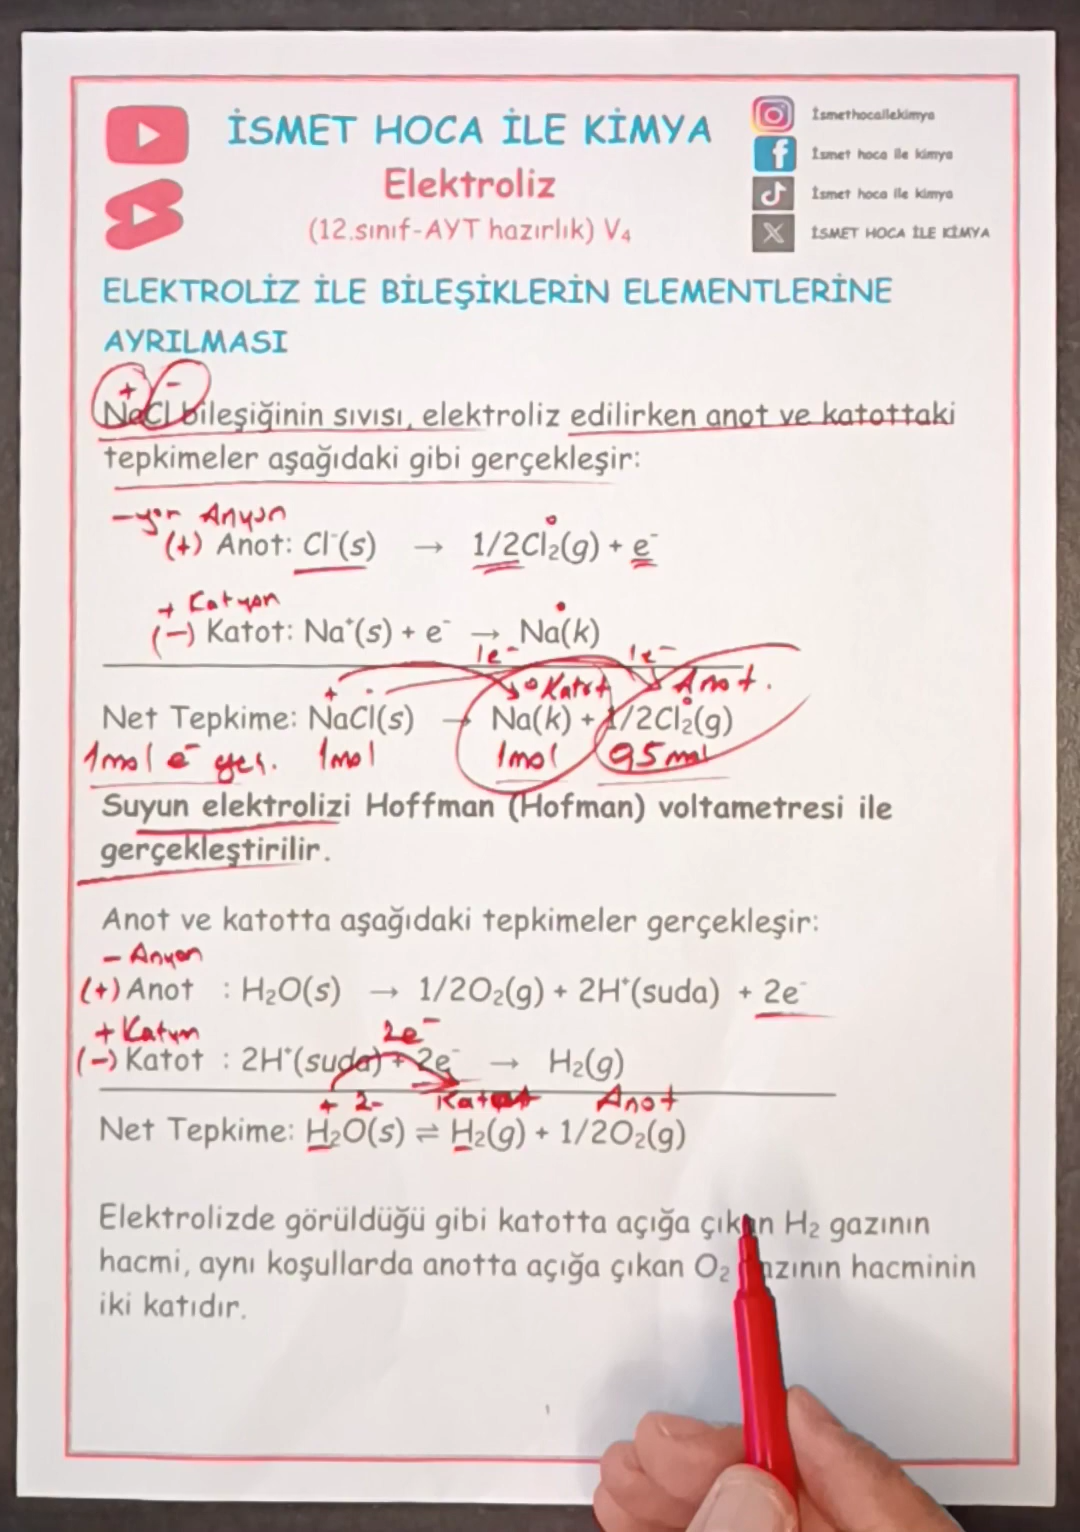 İSMET HOCA İLE KİMYA
Elektroliz
(12.sınıf-AYT hazırlık) V₄
İsmethocailekimya
İsmet hoca ile kimya
İsmet hoca ile kimya
İSMET HOCA İLE KİMYA
ELEKTROLİZ İLE BİLEŞİKLERİN ELEMENTLERİNE
AYRILMASI
+ -
NaCl bileşiğinin sıvısı, elektroliz edilirken anot ve katottaki
tepkimeler aşağıdaki gibi gerçekleşir:
- Anyon
(+) Anot: Cl⁻(s) → 1/2Cl₂(g) + e⁻
+ Katyon
(-) Katot: Na⁺(s) + e⁻ → Na(k)
1e⁻ 1e⁻
+ - o Katot Anot.
Net Tepkime: NaCl(s) → Na(k) + 1/2Cl₂(g)
1mol e⁻ geç. 1mol 1mol 0,5 mol
Suyun elektrolizi Hoffman (Hofman) voltametresi ile
gerçekleştirilir.
Anot ve katotta aşağıdaki tepkimeler gerçekleşir:
- Anyon
(+) Anot : H₂O(s) → 1/2O₂(g) + 2H⁺(suda) + 2e⁻
+ Katyon 2e⁻
(-) Katot : 2H⁺(suda) + 2e⁻ → H₂(g)
+ 2- Katot Anot
Net Tepkime: H₂O(s) ⇌ H₂(g) + 1/2O₂(g)
Elektrolizde görüldüğü gibi katotta açığa çıkan H₂ gazının
hacmi, aynı koşullarda anotta açığa çıkan O₂ gazının hacminin
iki katıdır.
1